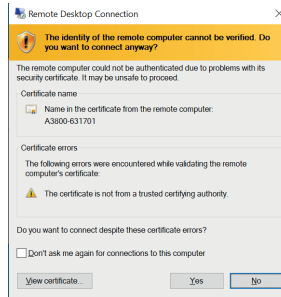 Remote Desktop Connection
The identity of the remote computer cannot be verified. Do
you want to connect anyway?
The remote computer could not be authenticated due to problems with its
security certificate. It may be unsafe to proceed.
Certificate name
Name in the certificate from the remote computer:
A3800-631701
Certificate errors
The following errors were encountered while validating the remote
computer's certificate:
The certificate is not from a trusted certifying authority.
Do you want to connect despite these certificate errors?
Don't ask me again for connections to this computer
View certificate...
Yes
No